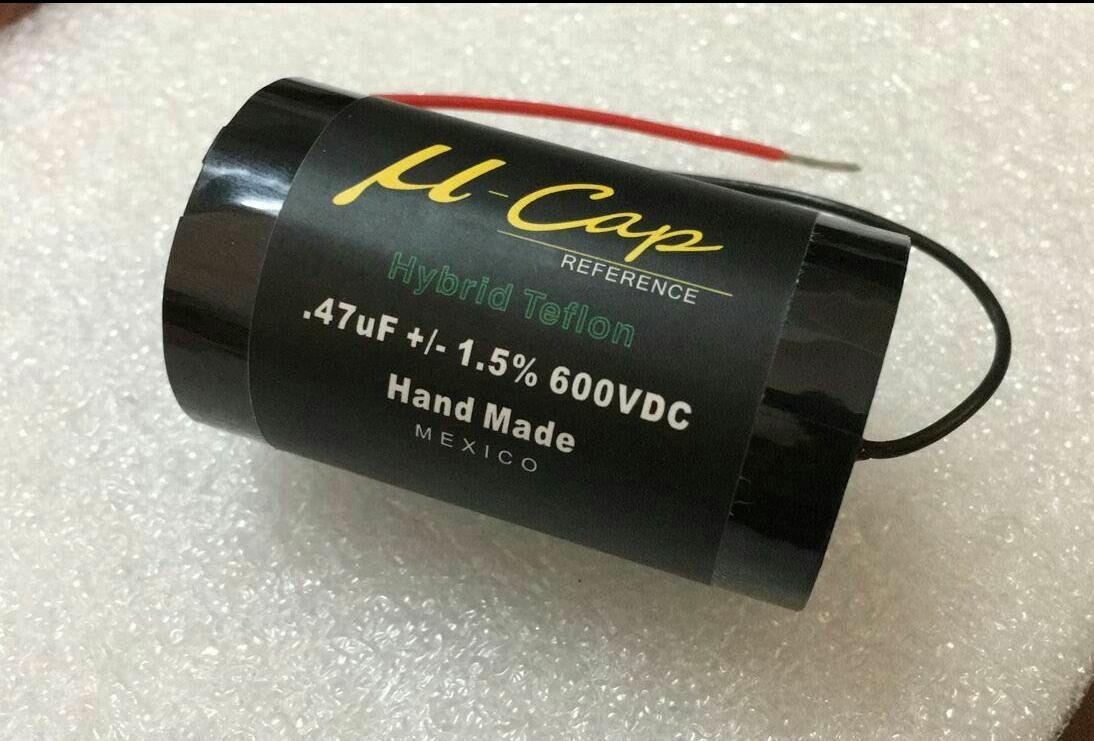 μ-Cap
REFERENCE
Hybrid Teflon
.47uF +/- 1.5% 600VDC
Hand Made
MEXICO